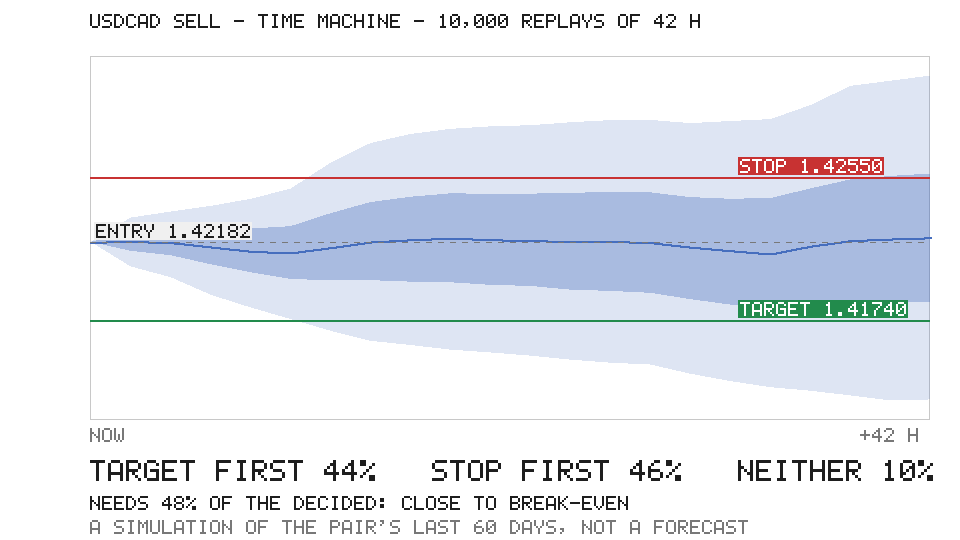 USDCAD SELL - TIME MACHINE - 10,000 REPLAYS OF 42 H
STOP 1.42550
ENTRY 1.42182
TARGET 1.41740
NOW +42 H
TARGET FIRST 44% STOP FIRST 46% NEITHER 10%
NEEDS 48% OF THE DECIDED: CLOSE TO BREAK-EVEN
A SIMULATION OF THE PAIR'S LAST 60 DAYS, NOT A FORECAST